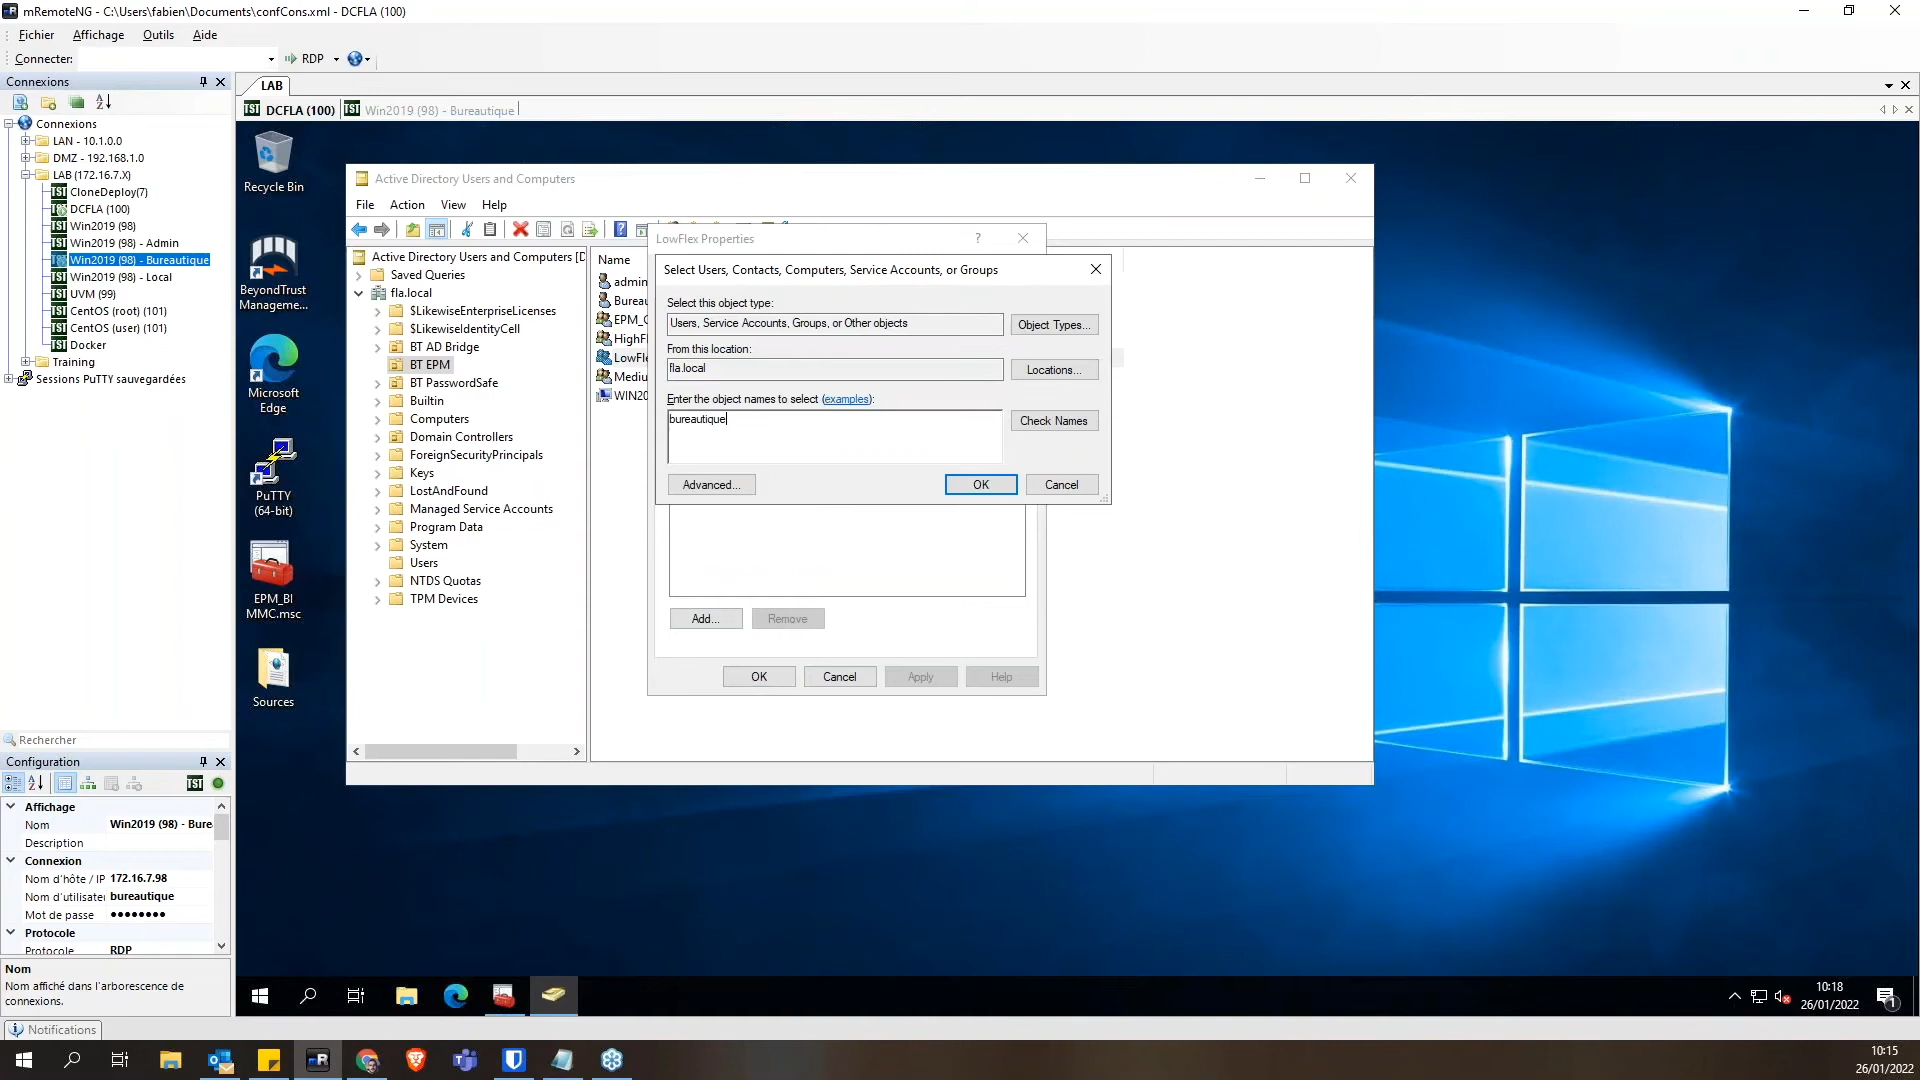 mRemoteNG - C:\Users\fabien\Documents\confCons.xml - DCFLA (100)
Fichier Affichage Outils Aide
Connecter: RDP
Connexions
LAB
DCFLA (100) Win2019 (98) - Bureautique
Connexions
LAN - 10.1.0.0
DMZ - 192.168.1.0
LAB (172.16.7.X)
CloneDeploy(7)
DCFLA (100)
Win2019 (98)
Win2019 (98) - Admin
Win2019 (98) - Bureautique
Win2019 (98) - Local
UVM (99)
CentOS (root) (101)
CentOS (user) (101)
Docker
Training
Sessions PuTTY sauvegardées
Rechercher
Configuration
Affichage
Nom Win2019 (98) - Bure
Description
Connexion
Nom d'hôte / IP 172.16.7.98
Nom d'utilisate bureautique
Mot de passe ●●●●●●●●
Protocole
Protocole RDP
Nom
Nom affiché dans l'arborescence de
connexions.
Notifications
Recycle Bin
BeyondTrust
Manageme...
Microsoft
Edge
PuTTY
(64-bit)
EPM_BI
MMC.msc
Sources
Active Directory Users and Computers
File Action View Help
Active Directory Users and Computers [D
Saved Queries
fla.local
$LikewiseEnterpriseLicenses
$LikewiseIdentityCell
BT AD Bridge
BT EPM
BT PasswordSafe
Builtin
Computers
Domain Controllers
ForeignSecurityPrincipals
Keys
LostAndFound
Managed Service Accounts
Program Data
System
Users
NTDS Quotas
TPM Devices
Name
admin
Bureau
EPM_C
HighFl
LowFle
Mediu
WIN20
LowFlex Properties
Select Users, Contacts, Computers, Service Accounts, or Groups
Select this object type:
Users, Service Accounts, Groups, or Other objects Object Types...
From this location:
fla.local Locations...
Enter the object names to select (examples):
bureautique Check Names
Advanced... OK Cancel
Add... Remove
OK Cancel Apply Help
10:18
26/01/2022
1
10:15
26/01/2022